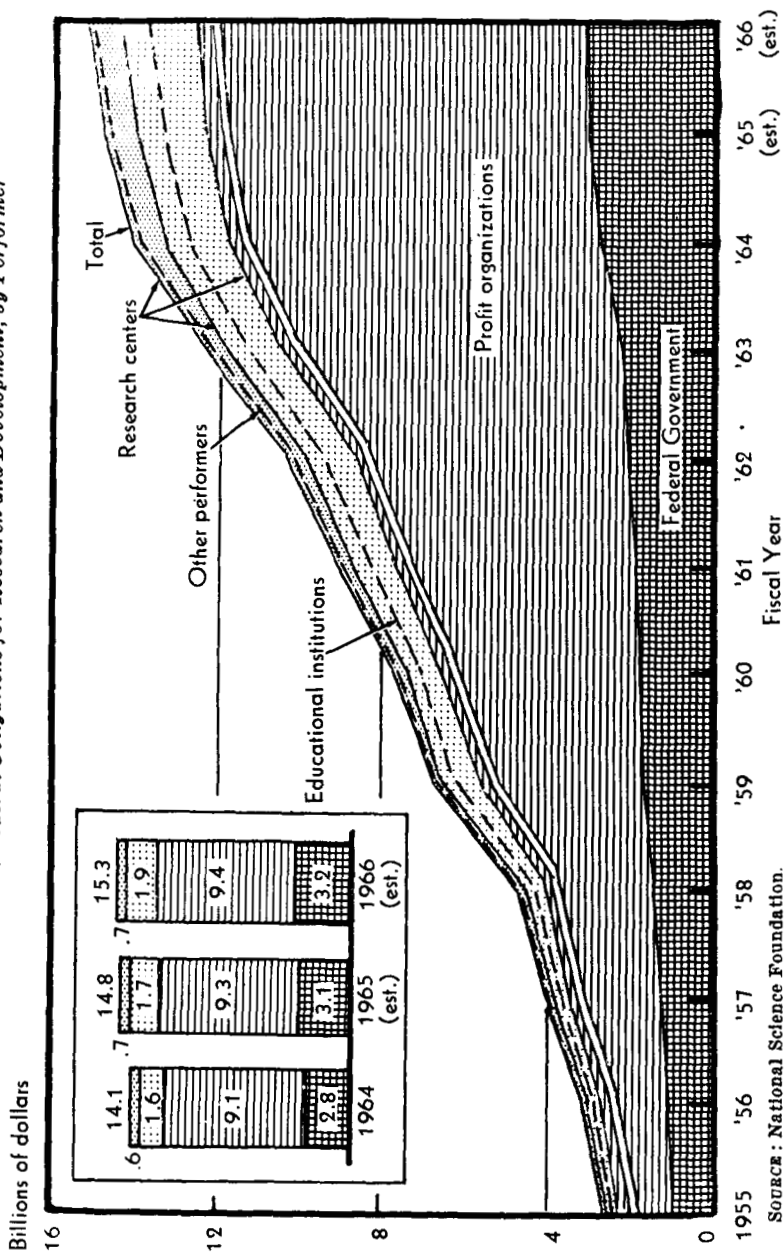 Billions of dollars
16
12
8
4
0
14.1
14.8
15.3
.6
.7
.7
1.6
1.7
1.9
9.1
9.3
9.4
2.8
3.1
3.2
1964
1965
(est.)
1966
(est.)
Total
Research centers
Other performers
Educational institutions
Profit organizations
Federal Government
1955
'56
'57
'58
'59
'60
'61
'62
'63
'64
'65
(est.)
'66
(est.)
Fiscal Year
SOURCE: National Science Foundation.